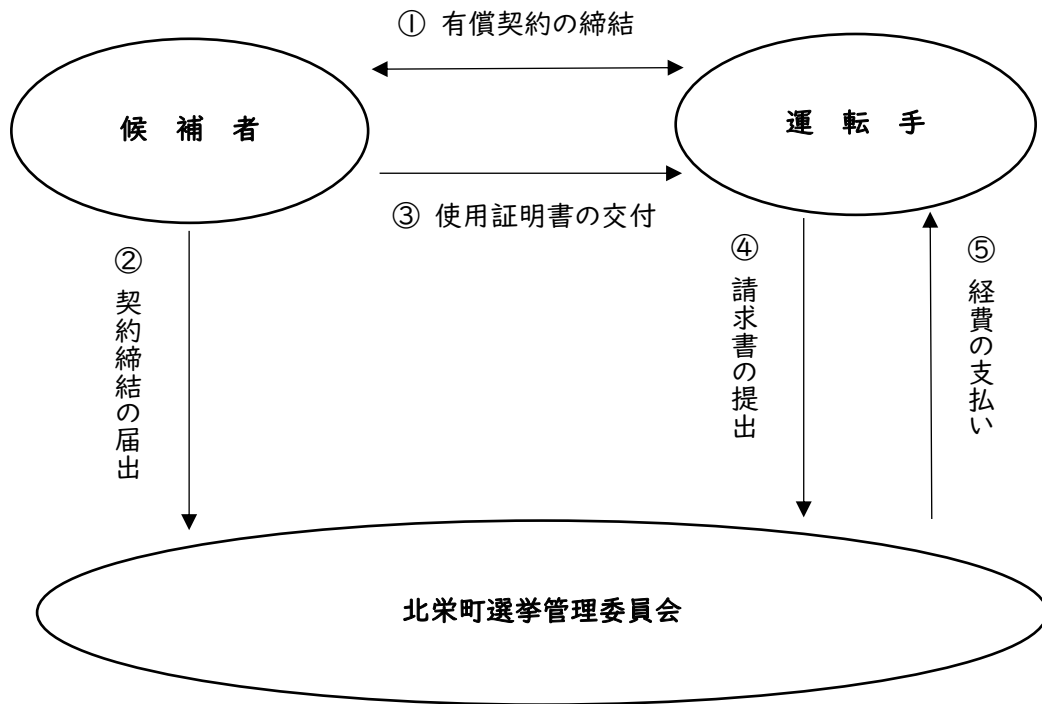 ① 有償契約の締結
候 補 者
運 転 手
③ 使用証明書の交付
② 契約締結の届出
④ 請求書の提出
⑤ 経費の支払い
北栄町選挙管理委員会